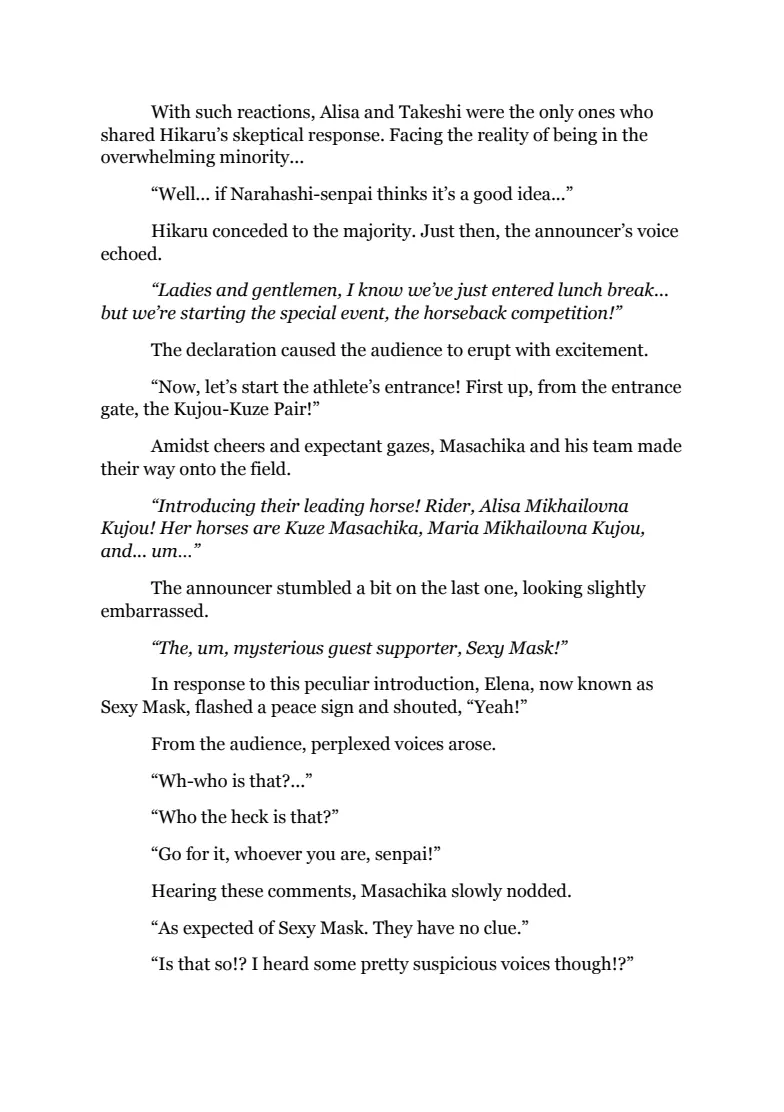 With such reactions, Alisa and Takeshi were the only ones who
shared Hikaru’s skeptical response. Facing the reality of being in the
overwhelming minority...
“Well... if Narahashi-senpai thinks it’s a good idea...”
Hikaru conceded to the majority. Just then, the announcer’s voice
echoed.
“Ladies and gentlemen, I know we’ve just entered lunch break...
but we’re starting the special event, the horseback competition!”
The declaration caused the audience to erupt with excitement.
“Now, let’s start the athlete’s entrance! First up, from the entrance
gate, the Kujou-Kuze Pair!”
Amidst cheers and expectant gazes, Masachika and his team made
their way onto the field.
“Introducing their leading horse! Rider, Alisa Mikhailovna
Kujou! Her horses are Kuze Masachika, Maria Mikhailovna Kujou,
and... um...”
The announcer stumbled a bit on the last one, looking slightly
embarrassed.
“The, um, mysterious guest supporter, Sexy Mask!”
In response to this peculiar introduction, Elena, now known as
Sexy Mask, flashed a peace sign and shouted, “Yeah!”
From the audience, perplexed voices arose.
“Wh-who is that?...”
“Who the heck is that?”
“Go for it, whoever you are, senpai!”
Hearing these comments, Masachika slowly nodded.
“As expected of Sexy Mask. They have no clue.”
“Is that so!? I heard some pretty suspicious voices though!?”